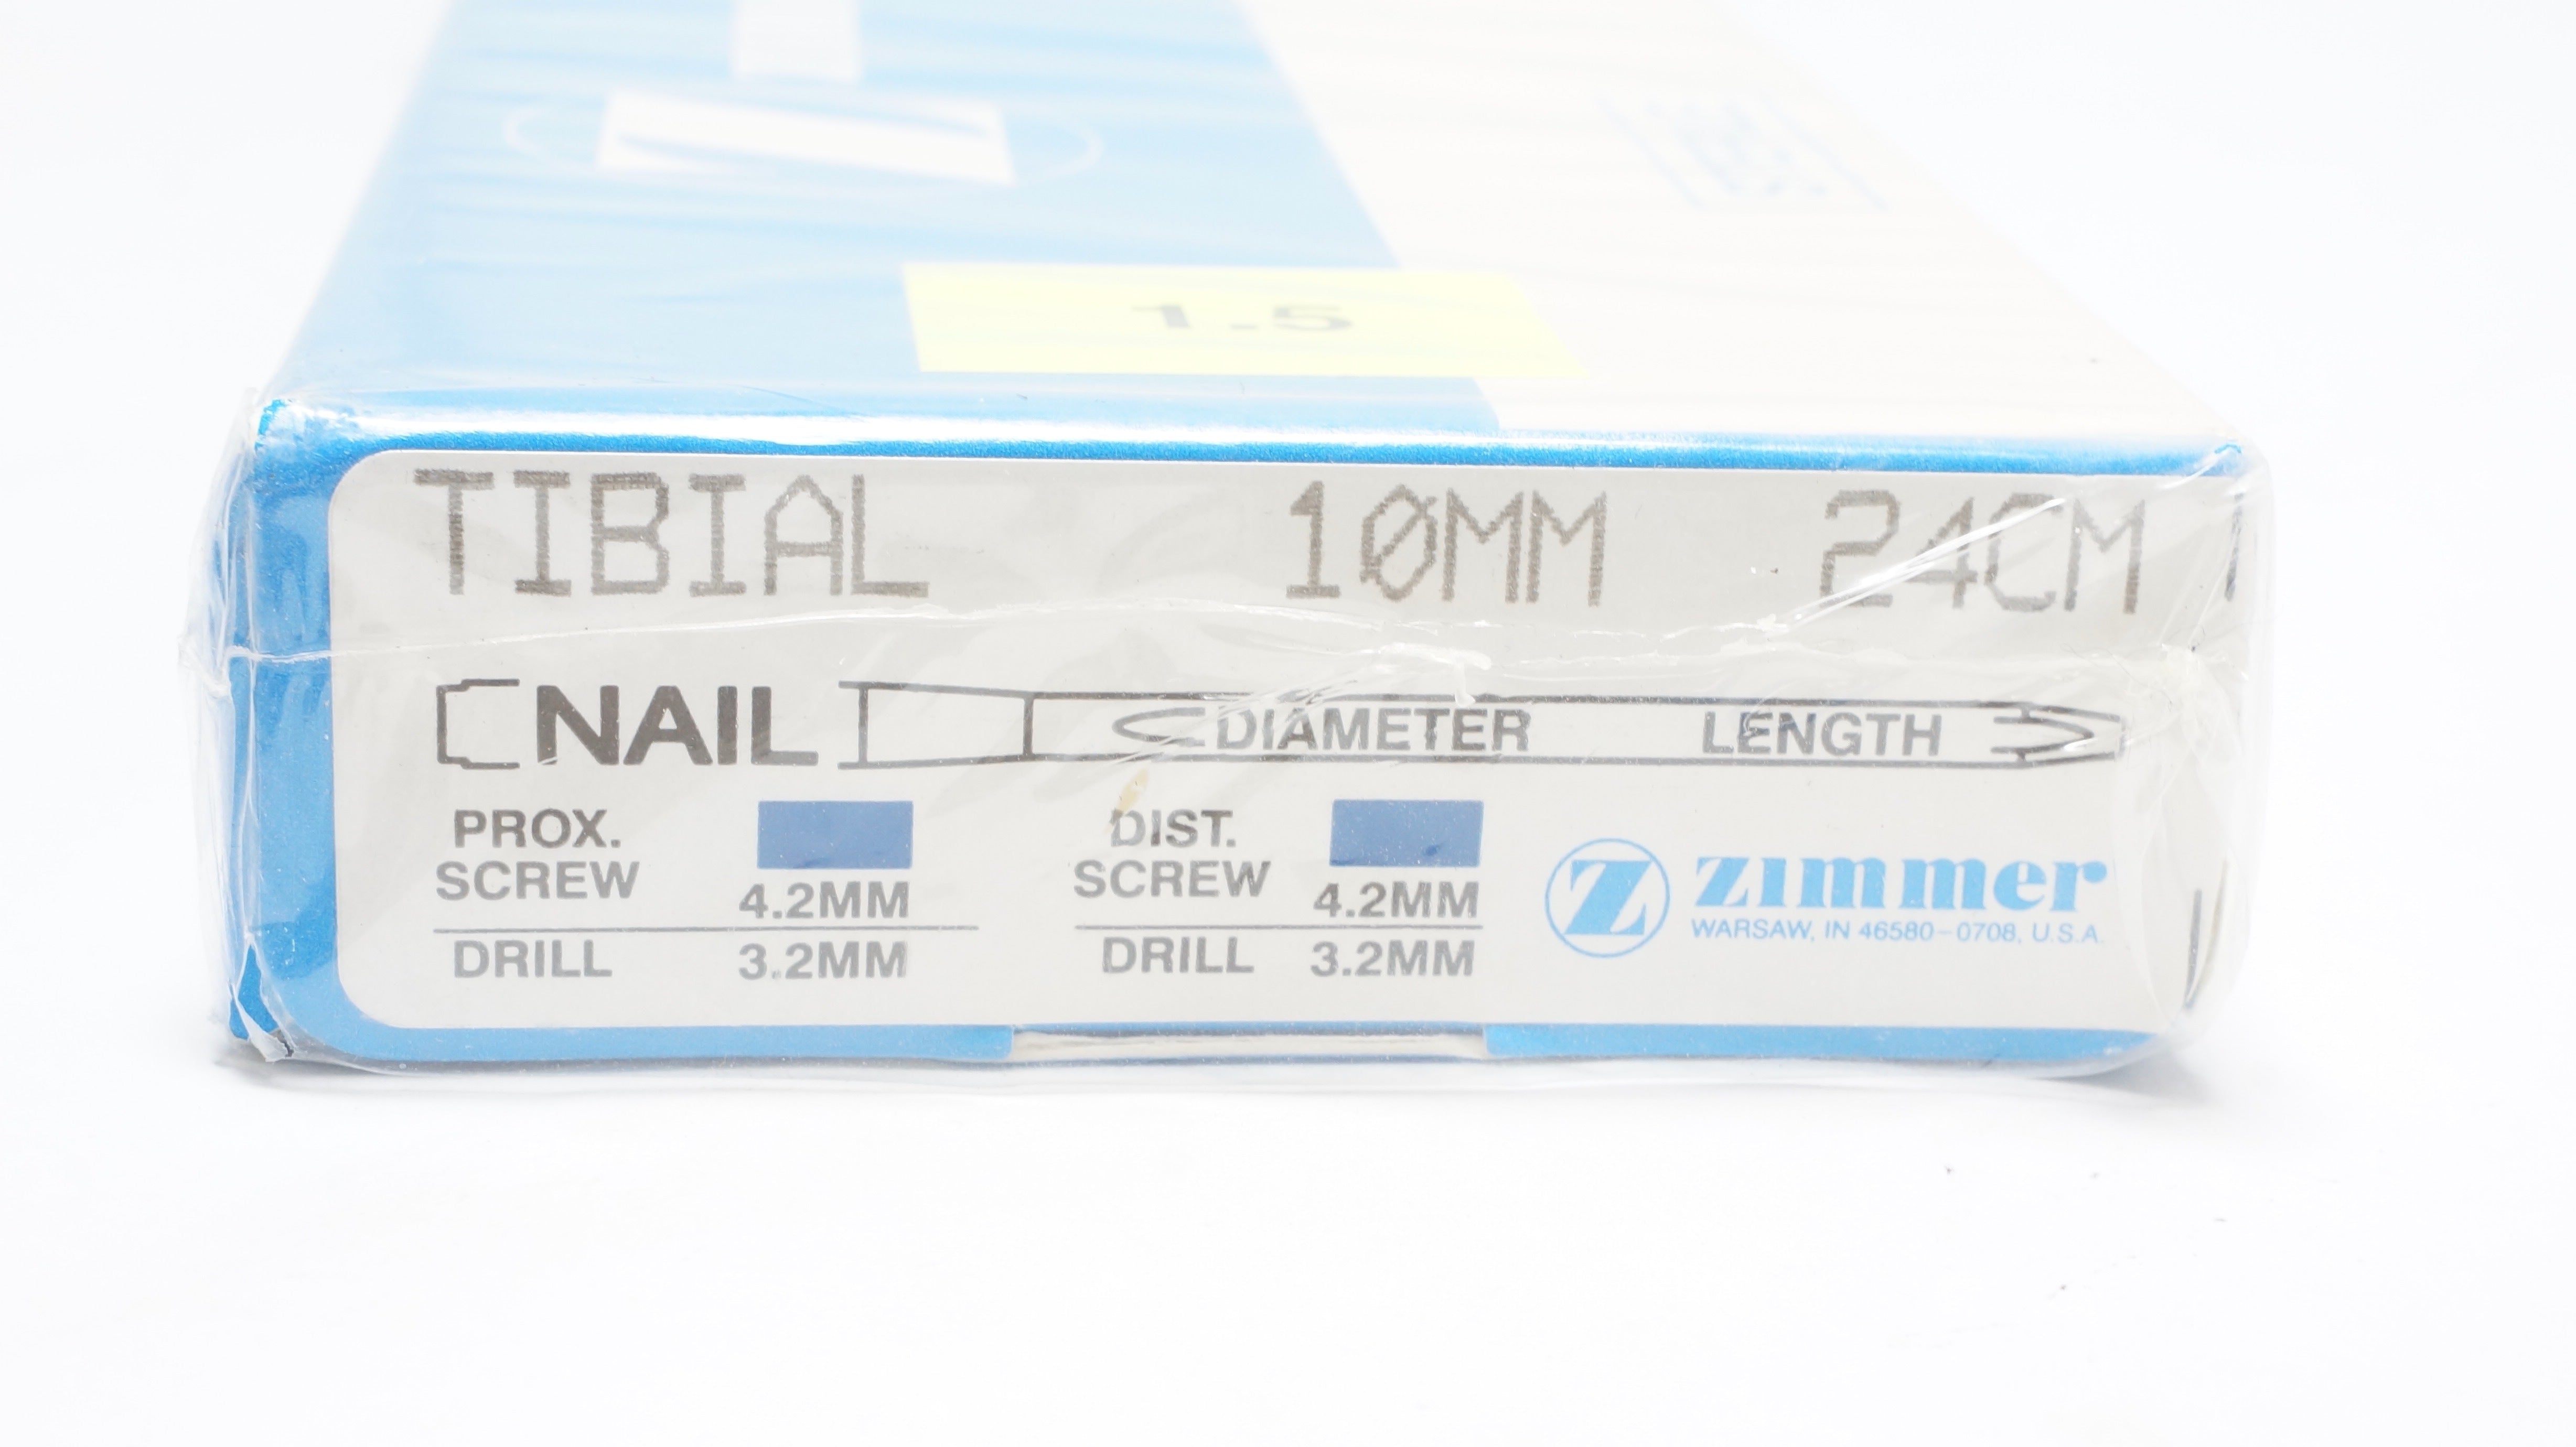 1.5
TIBIAL 10MM 24CM
NAIL DIAMETER LENGTH
PROX. SCREW 4.2MM
DRILL 3.2MM
DIST. SCREW 4.2MM
DRILL 3.2MM
Z zimmer
WARSAW, IN 46580-0708, U.S.A.